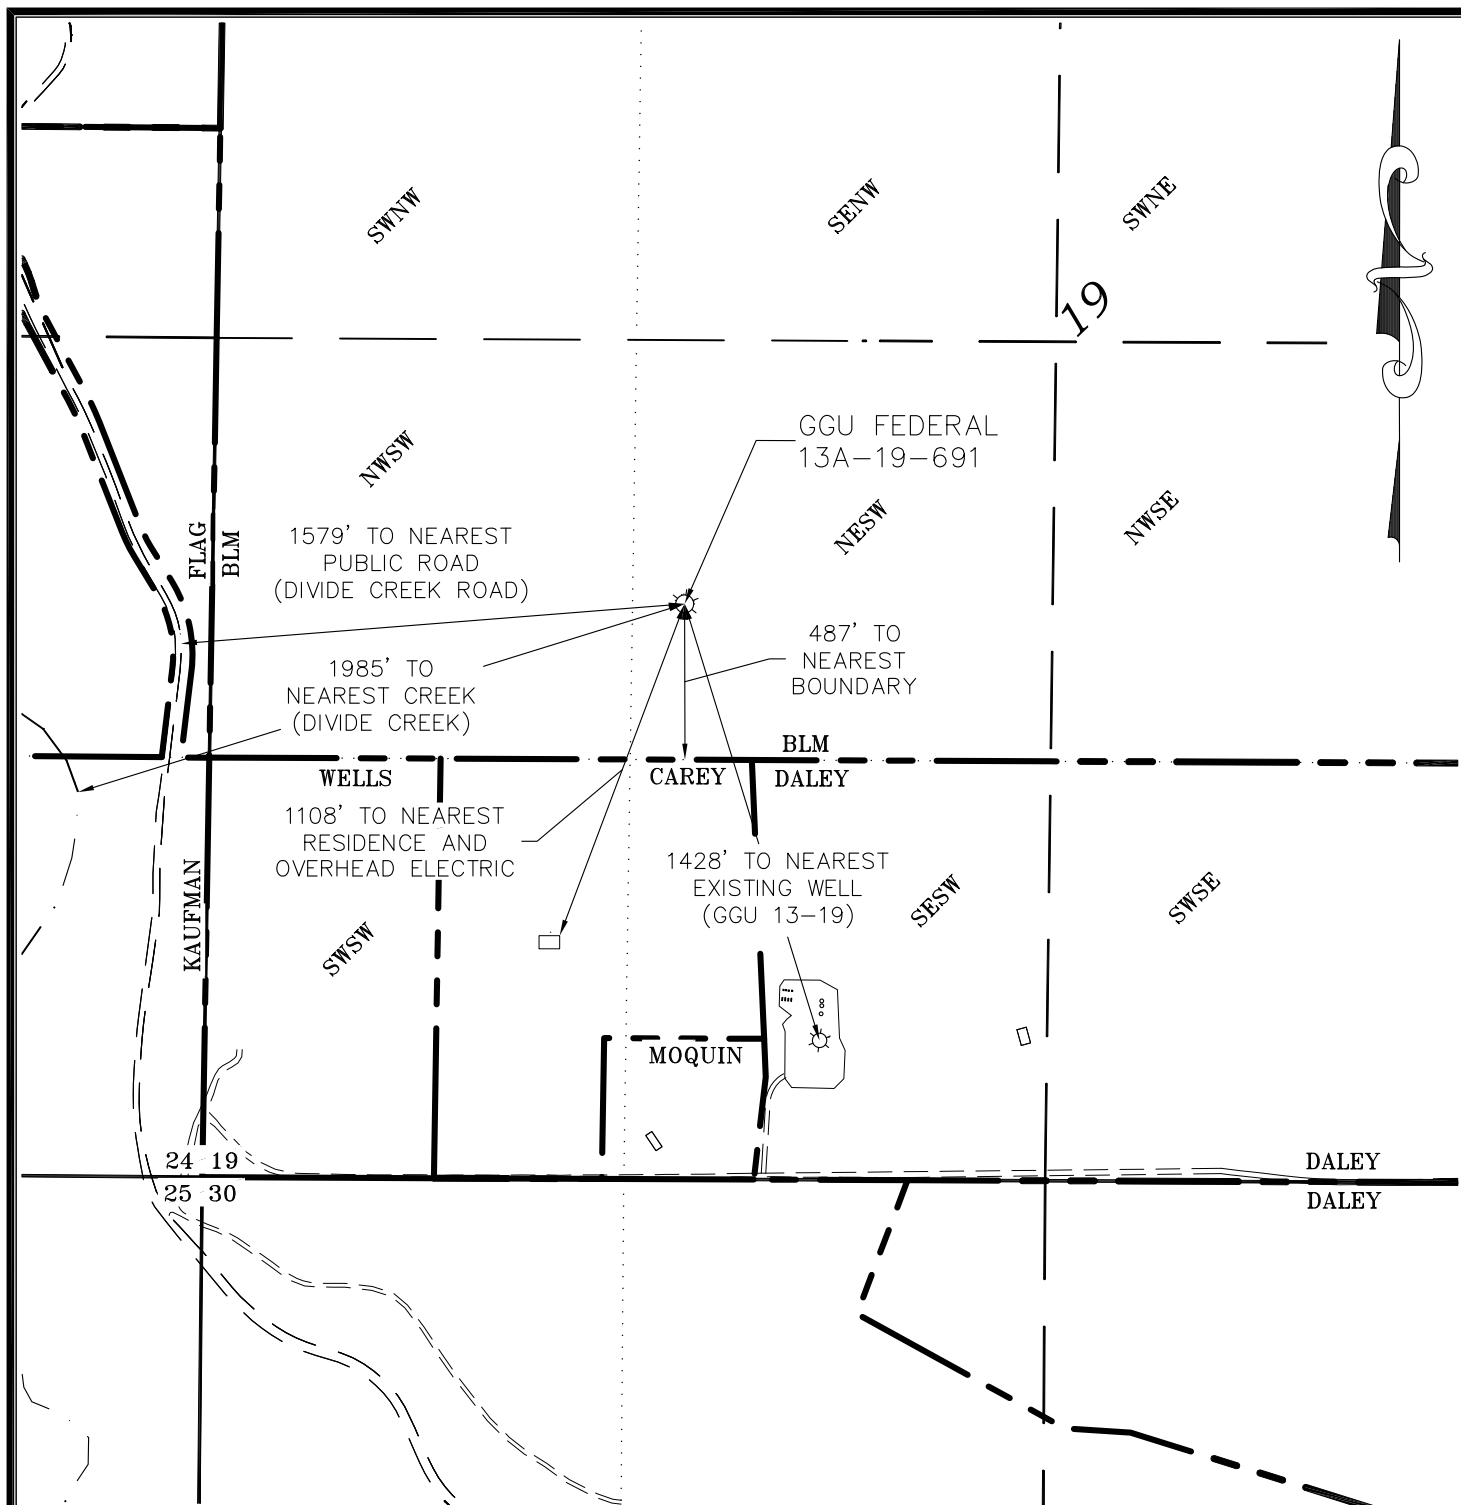 SWNW
SENW
SWNE
19
NWSW
GGU FEDERAL
13A-19-691
NESW
NWSE
FLAG
BLM
1579' TO NEAREST
PUBLIC ROAD
(DIVIDE CREEK ROAD)
487' TO
NEAREST
BOUNDARY
1985' TO
NEAREST CREEK
(DIVIDE CREEK)
BLM
WELLS
CAREY
DALEY
1108' TO NEAREST
RESIDENCE AND
OVERHEAD ELECTRIC
1428' TO NEAREST
EXISTING WELL
(GGU 13-19)
KAUFMAN
SWSW
SESW
SWSE
MOQUIN
24 19
25 30
DALEY
DALEY